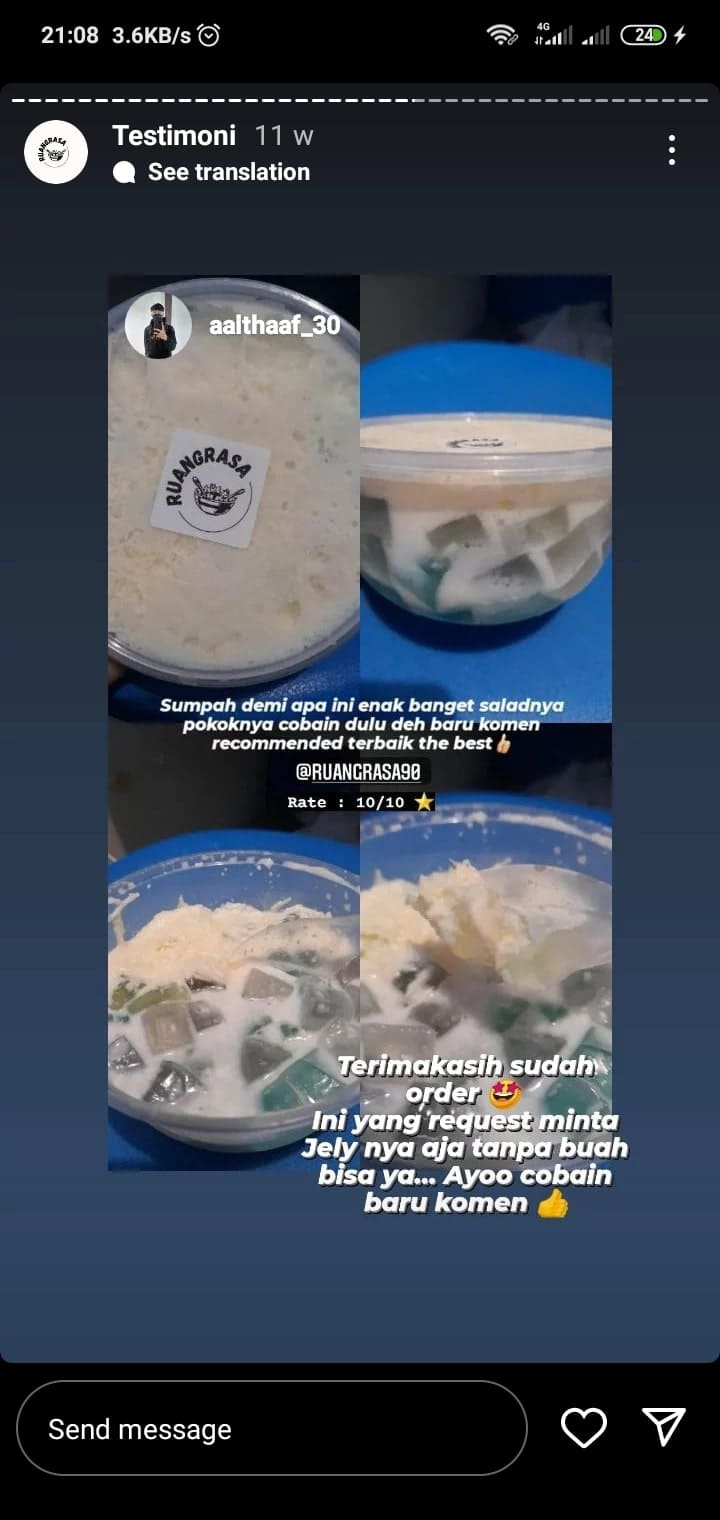 21:08 3.6KB/s
4G
24
Testimoni 11 w
See translation
aalthaaf_30
RUANGRASA
Sumpah demi apa ini enak banget saladnya
pokoknya cobain dulu deh baru komen
recommended terbaik the best👍🏼
@RUANGRASA90
Rate : 10/10 ⭐
Terimakasih sudah
order 🤩
Ini yang request minta
Jely nya aja tanpa buah
bisa ya... Ayoo cobain
baru komen 👍
Send message